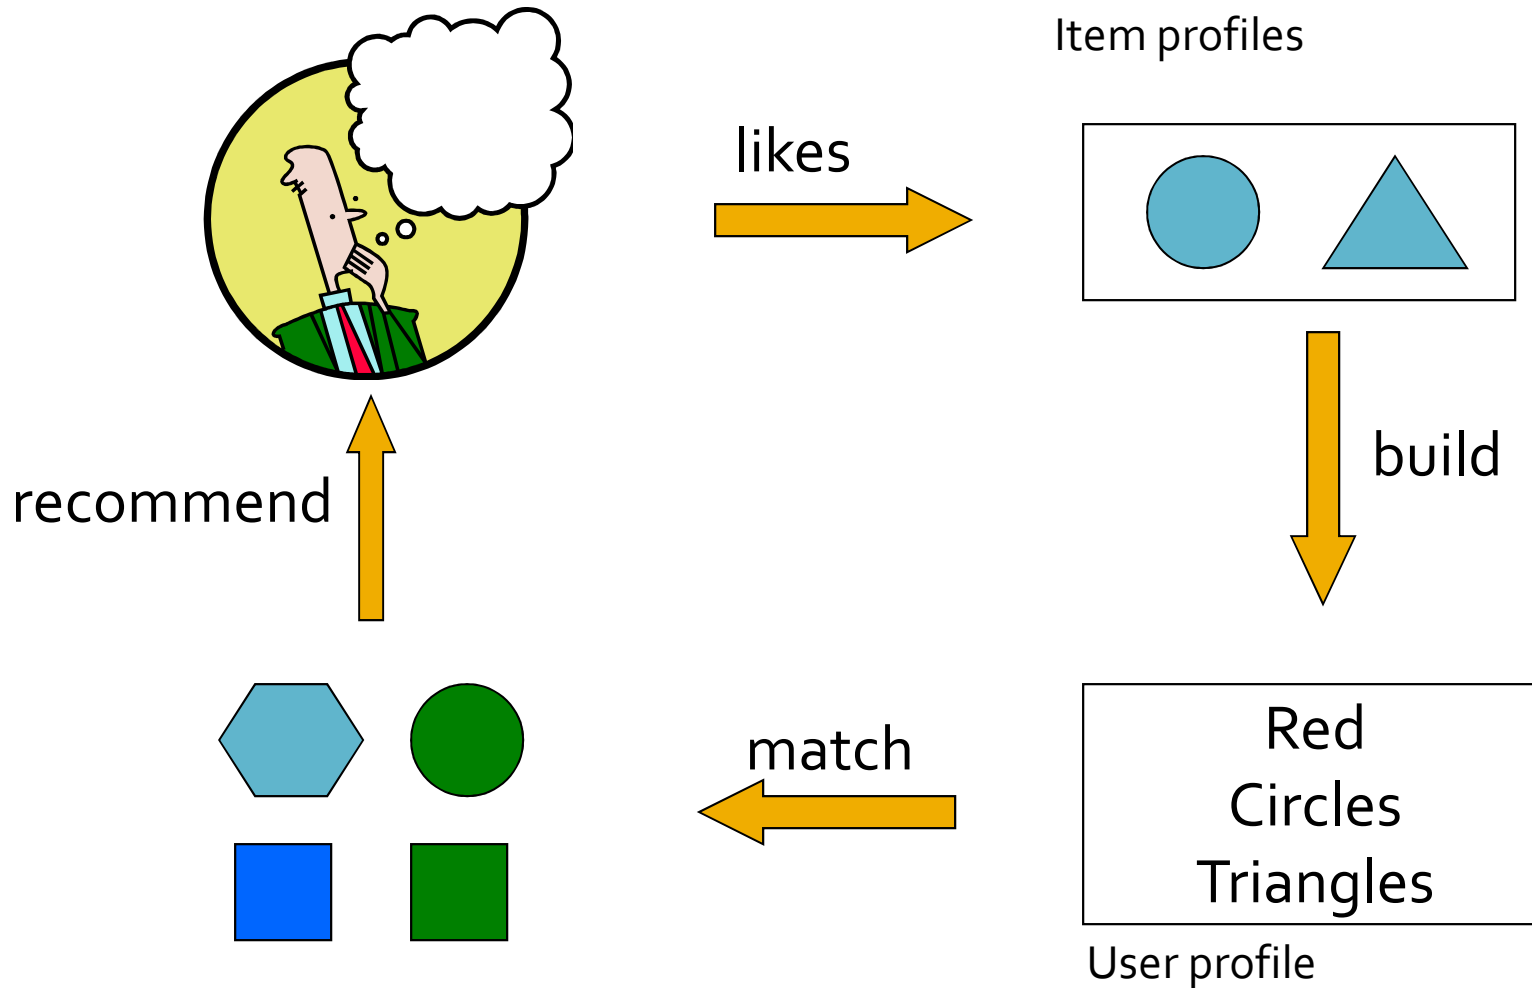 Item profiles
likes
build
recommend
match
Red
Circles
Triangles
User profile